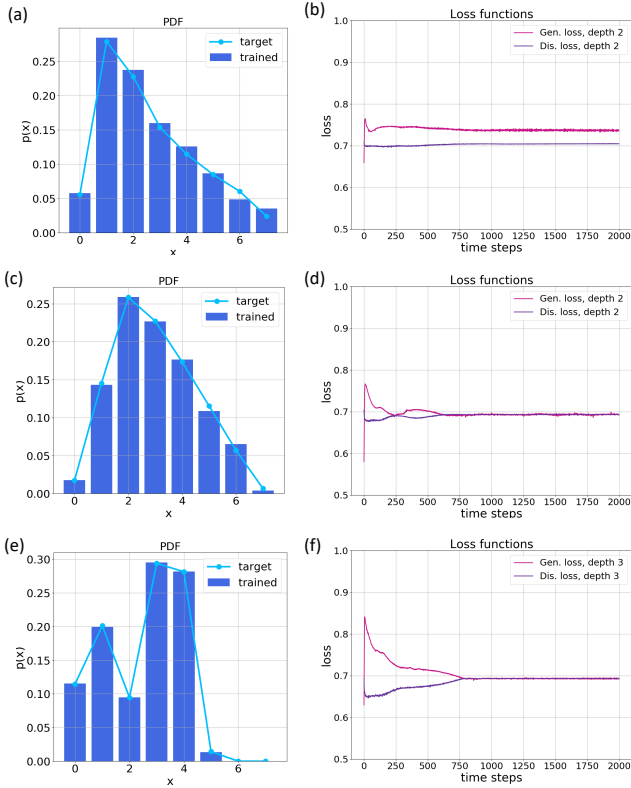 (a)
PDF
target
trained
p(x)
0.25
0.20
0.15
0.10
0.05
0.00
0 2 4 6
x
(b)
Loss functions
Gen. loss, depth 2
Dis. loss, depth 2
loss
1.0
0.9
0.8
0.7
0.6
0.5
0 250 500 750 1000 1250 1500 1750 2000
time steps
(c)
PDF
target
trained
p(x)
0.25
0.20
0.15
0.10
0.05
0.00
0 2 4 6
x
(d)
Loss functions
Gen. loss, depth 2
Dis. loss, depth 2
loss
1.0
0.9
0.8
0.7
0.6
0.5
0 250 500 750 1000 1250 1500 1750 2000
time steps
(e)
PDF
target
trained
p(x)
0.30
0.25
0.20
0.15
0.10
0.05
0.00
0 2 4 6
x
(f)
Loss functions
Gen. loss, depth 3
Dis. loss, depth 3
loss
1.0
0.9
0.8
0.7
0.6
0.5
0 250 500 750 1000 1250 1500 1750 2000
time steps